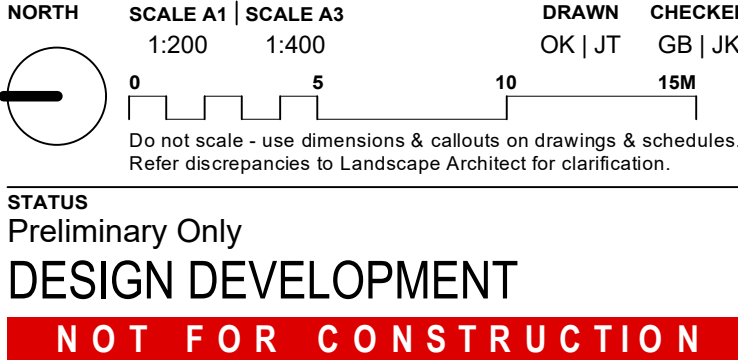 NORTH SCALE A1 | SCALE A3 DRAWN CHECKED
1:200 1:400 OK | JT GB | JK
0 5 10 15M
Do not scale - use dimensions & callouts on drawings & schedules.
Refer discrepancies to Landscape Architect for clarification.
STATUS
Preliminary Only
DESIGN DEVELOPMENT
NOT FOR CONSTRUCTION